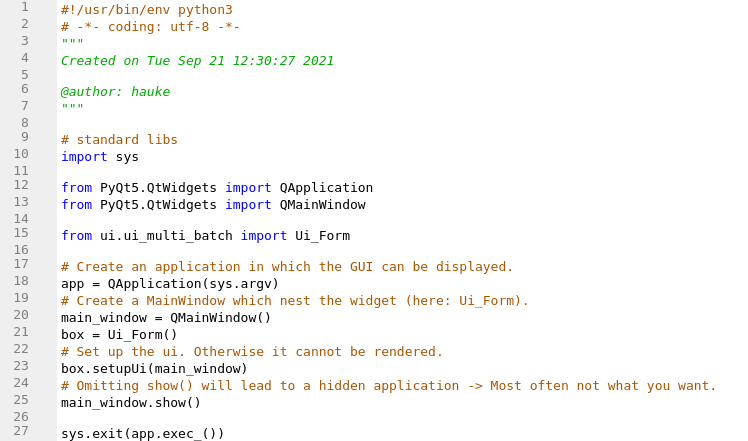 1 #!/usr/bin/env python3
2 # -*- coding: utf-8 -*-
3 """
4 Created on Tue Sep 21 12:30:27 2021
5
6 @author: hauke
7 """
8
9 # standard libs
10 import sys
11
12 from PyQt5.QtWidgets import QApplication
13 from PyQt5.QtWidgets import QMainWindow
14
15 from ui.ui_multi_batch import Ui_Form
16
17 # Create an application in which the GUI can be displayed.
18 app = QApplication(sys.argv)
19 # Create a MainWindow which nest the widget (here: Ui_Form).
20 main_window = QMainWindow()
21 box = Ui_Form()
22 # Set up the ui. Otherwise it cannot be rendered.
23 box.setupUi(main_window)
24 # Omitting show() will lead to a hidden application -> Most often not what you want.
25 main_window.show()
26
27 sys.exit(app.exec_())